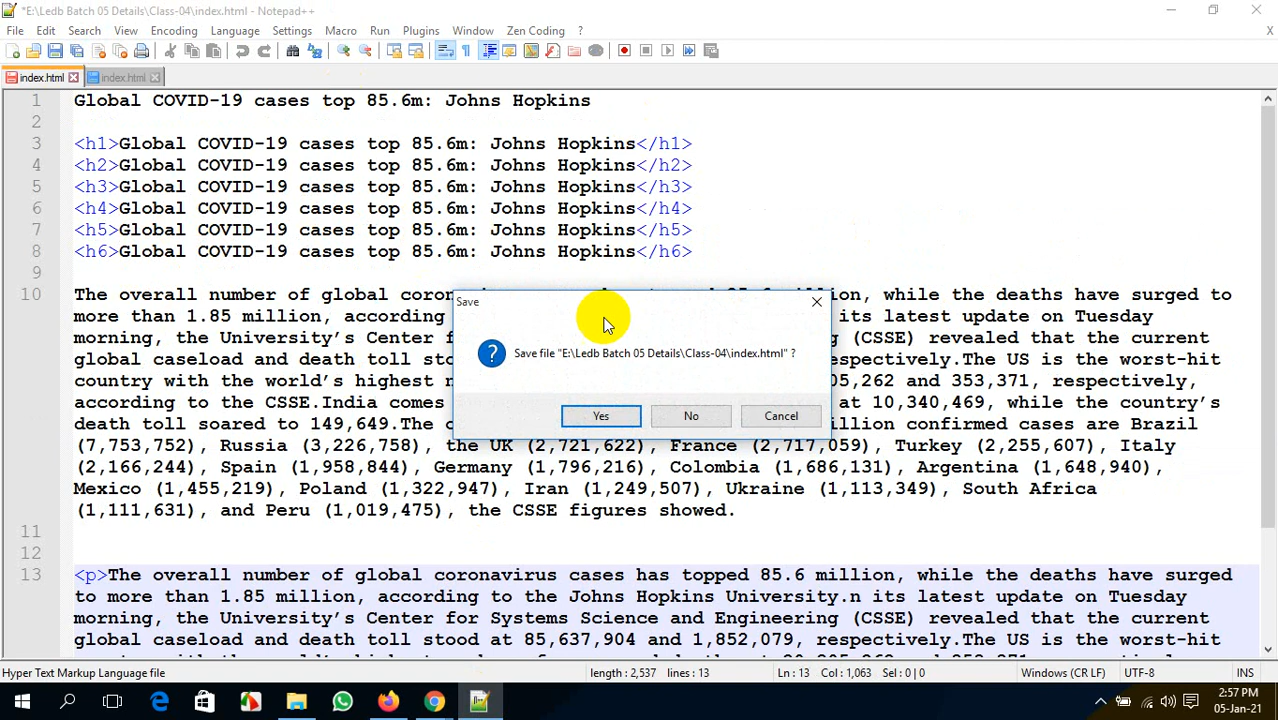 *E:\Ledb Batch 05 Details\Class-04\index.html - Notepad++
File Edit Search View Encoding Language Settings Macro Run Plugins Window Zen Coding ?
X
index.html index.html
1 Global COVID-19 cases top 85.6m: Johns Hopkins
2
3 <h1>Global COVID-19 cases top 85.6m: Johns Hopkins</h1>
4 <h2>Global COVID-19 cases top 85.6m: Johns Hopkins</h2>
5 <h3>Global COVID-19 cases top 85.6m: Johns Hopkins</h3>
6 <h4>Global COVID-19 cases top 85.6m: Johns Hopkins</h4>
7 <h5>Global COVID-19 cases top 85.6m: Johns Hopkins</h5>
8 <h6>Global COVID-19 cases top 85.6m: Johns Hopkins</h6>
9
10 The overall number of global while the deaths have surged to
more than 1.85 million, according its latest update on Tuesday
morning, the University's Center for (CSSE) revealed that the current
global caseload and death toll respectively.The US is the worst-hit
country with the world's highest 353,371, respectively,
according to the CSSE.India comes at 10,340,469, while the country's
death toll soared to 149,649.The confirmed cases are Brazil
(7,753,752), Russia (3,226,758), the UK (2,721,622), France (2,717,059), Turkey (2,255,607), Italy
(2,166,244), Spain (1,958,844), Germany (1,796,216), Colombia (1,686,131), Argentina (1,648,940),
Mexico (1,455,219), Poland (1,322,947), Iran (1,249,507), Ukraine (1,113,349), South Africa
(1,111,631), and Peru (1,019,475), the CSSE figures showed.
11
12
13 <p>The overall number of global coronavirus cases has topped 85.6 million, while the deaths have surged
to more than 1.85 million, according to the Johns Hopkins University.n its latest update on Tuesday
morning, the University's Center for Systems Science and Engineering (CSSE) revealed that the current
global caseload and death toll stood at 85,637,904 and 1,852,079, respectively.The US is the worst-hit
Save
Save file "E:\Ledb Batch 05 Details\Class-04\index.html" ?
Yes No Cancel
Hyper Text Markup Language file length : 2,537 lines : 13 Ln : 13 Col : 1,063 Sel : 0 | 0 Windows (CR LF) UTF-8 INS
2:57 PM
05-Jan-21